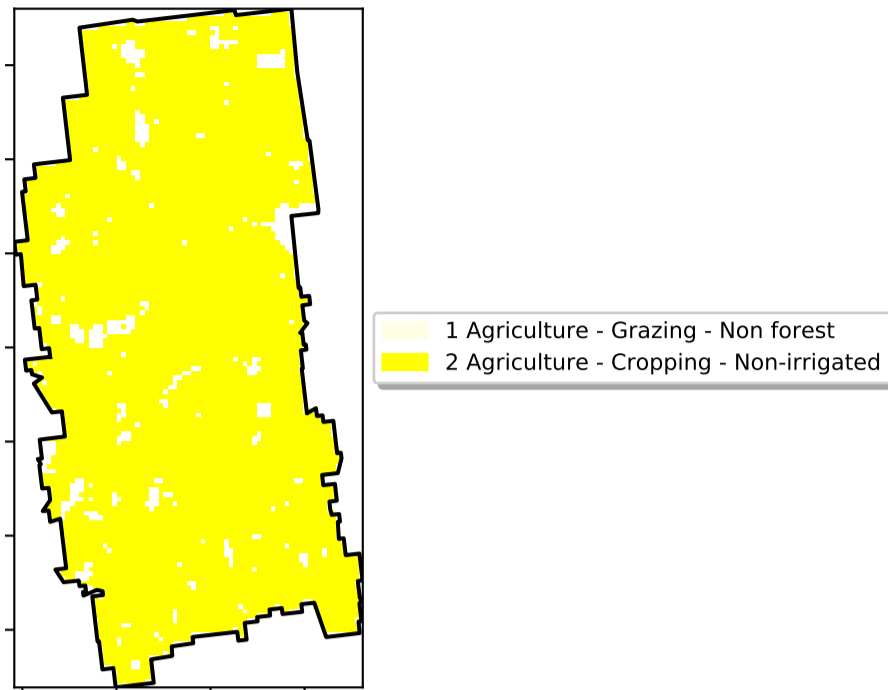 1 Agriculture - Grazing - Non forest
2 Agriculture - Cropping - Non-irrigated